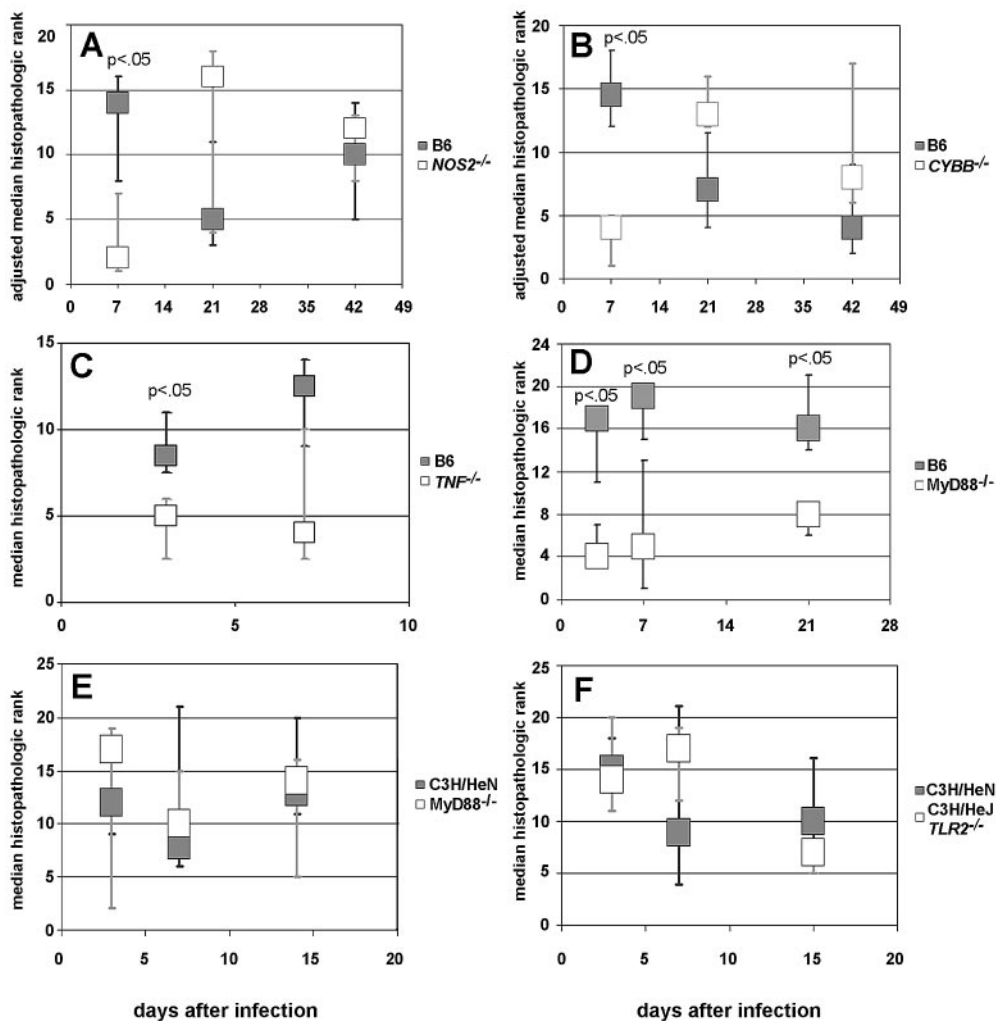 A
p<.05
adjusted median histopathologic rank
20
15
10
5
0
0 7 14 21 28 35 42 49
B6
NOS2-/-
B
p<.05
adjusted median histopathologic rank
20
15
10
5
0
0 7 14 21 28 35 42 49
B6
CYBB-/-
C
p<.05
median histopathologic rank
15
10
5
0
0 5 10
B6
TNF-/-
D
p<.05
p<.05
p<.05
median histopathologic rank
24
20
16
12
8
4
0
0 7 14 21 28
B6
MyD88-/-
E
median histopathologic rank
25
20
15
10
5
0
0 5 10 15 20
C3H/HeN
MyD88-/-
days after infection
F
median histopathologic rank
25
20
15
10
5
0
0 5 10 15 20
C3H/HeN
C3H/HeJ
TLR2-/-
days after infection